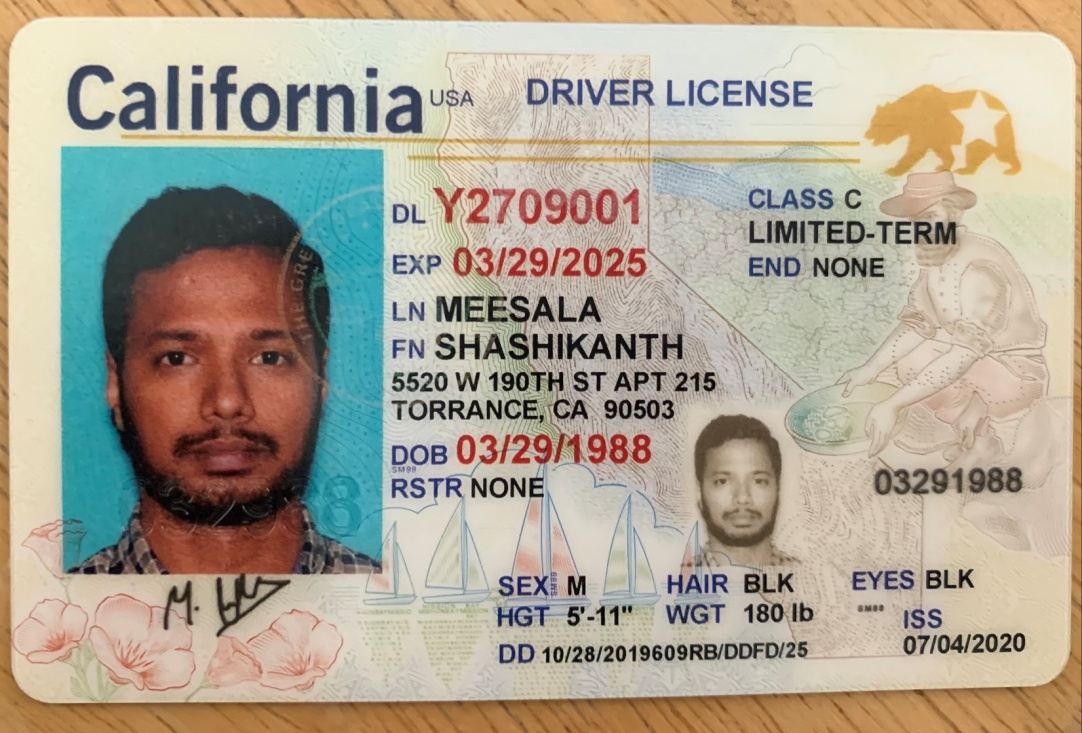 California USA DRIVER LICENSE
DL Y2709001
CLASS C
EXP 03/29/2025
LIMITED-TERM
END NONE
LN MEESALA
FN SHASHIKANTH
5520 W 190TH ST APT 215
TORRANCE, CA 90503
DOB 03/29/1988
SM88
RSTR NONE
03291988
SEX M HAIR BLK EYES BLK
HGT 5'-11" WGT 180 lb
SM88
ISS
07/04/2020
DD 10/28/2019609RB/DDFD/25